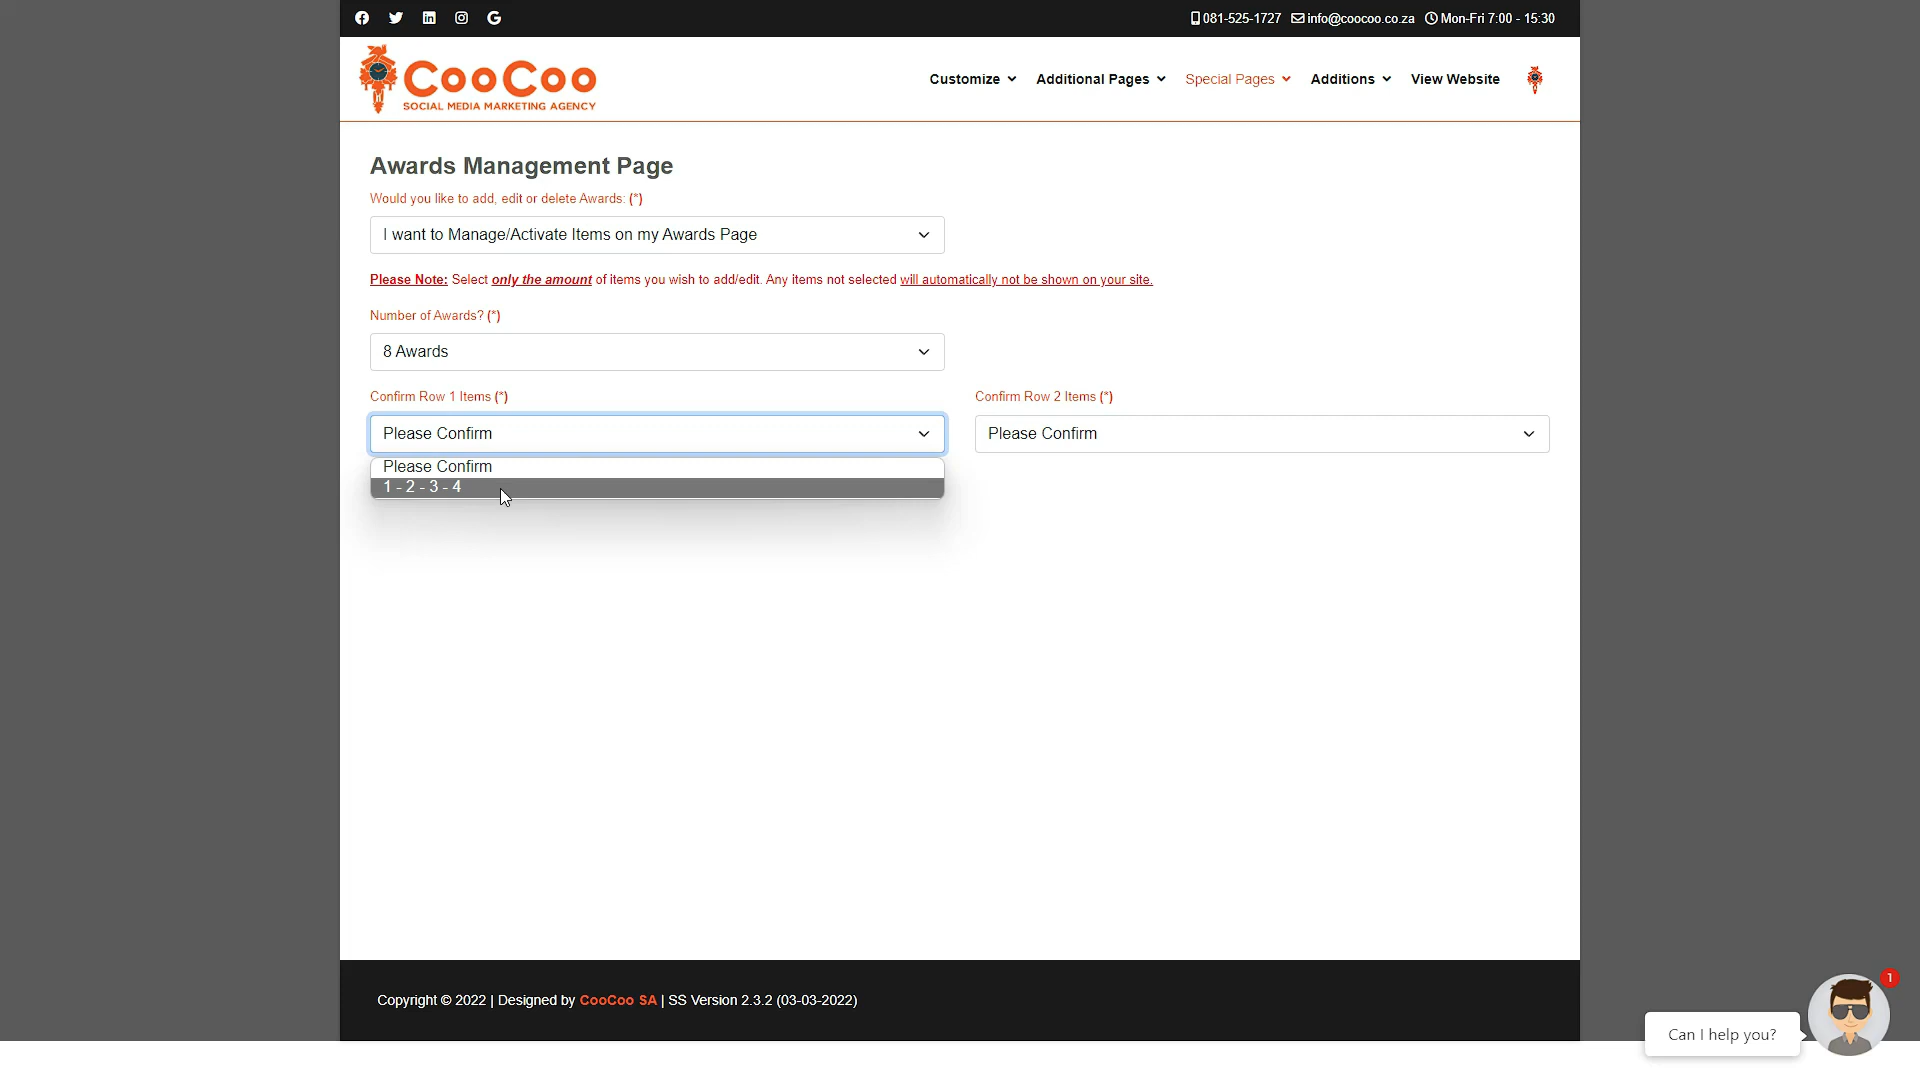 081-525-1727 info@coocoo.co.za Mon-Fri 7:00 - 15:30
CooCoo
SOCIAL MEDIA MARKETING AGENCY
Customize Additional Pages Special Pages Additions View Website
Awards Management Page
Would you like to add, edit or delete Awards: (*)
I want to Manage/Activate Items on my Awards Page
Please Note: Select only the amount of items you wish to add/edit. Any items not selected will automatically not be shown on your site.
Number of Awards? (*)
8 Awards
Confirm Row 1 Items (*)
Confirm Row 2 Items (*)
Please Confirm
Please Confirm
Please Confirm
1 - 2 - 3 - 4
Copyright © 2022 | Designed by CooCoo SA | SS Version 2.3.2 (03-03-2022)
1
Can I help you?